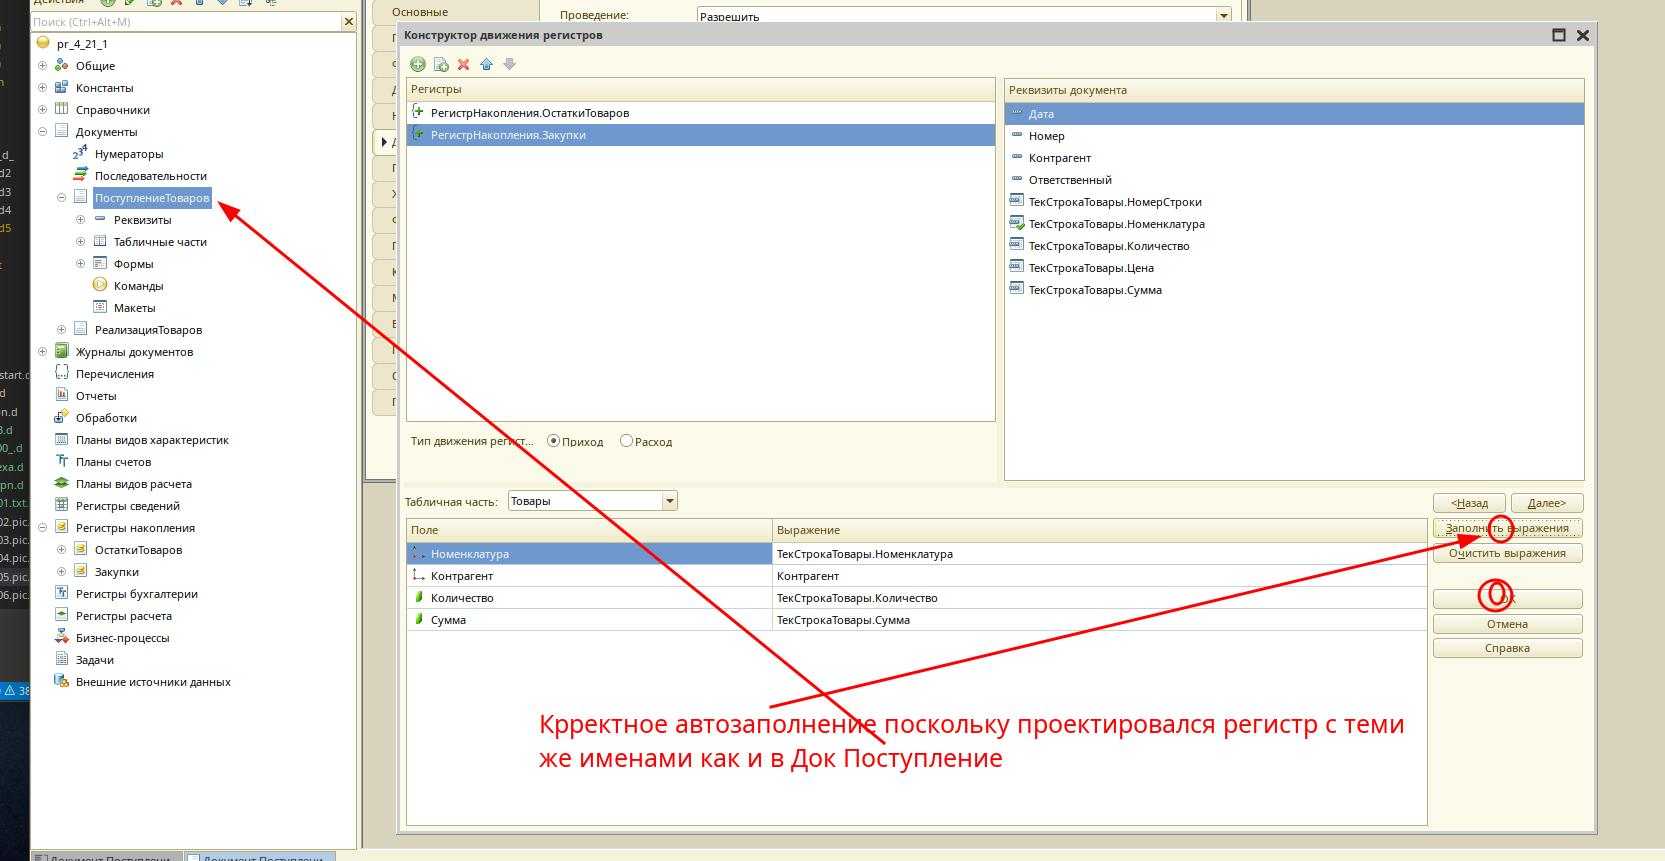 Действия
Поиск (Ctrl+Alt+M)
pr_4_21_1
Общие
Константы
Справочники
Документы
Нумераторы
Последовательности
ПоступлениеТоваров
Реквизиты
Табличные части
Формы
Команды
Макеты
РеализацияТоваров
Журналы документов
Перечисления
Отчеты
Обработки
Планы видов характеристик
Планы счетов
Планы видов расчета
Регистры сведений
Регистры накопления
ОстаткиТоваров
Закупки
Регистры бухгалтерии
Регистры расчета
Бизнес-процессы
Задачи
Внешние источники данных
Основные
Проведение:
Разрешить
Конструктор движения регистров
Регистры
РегистрНакопления.ОстаткиТоваров
РегистрНакопления.Закупки
Реквизиты документа
Дата
Номер
Контрагент
Ответственный
ТекСтрокаТовары.НомерСтроки
ТекСтрокаТовары.Номенклатура
ТекСтрокаТовары.Количество
ТекСтрокаТовары.Цена
ТекСтрокаТовары.Сумма
Тип движения регист... Приход Расход
Табличная часть: Товары
<Назад Далее>
Поле Выражение
Заполнить выражения
Номенклатура ТекСтрокаТовары.Номенклатура
Очистить выражения
Контрагент Контрагент
Количество ТекСтрокаТовары.Количество
ОК
Сумма ТекСтрокаТовары.Сумма
Отмена
Справка
Крректное автозаполнение поскольку проектировался регистр с теми
же именами как и в Док Поступление